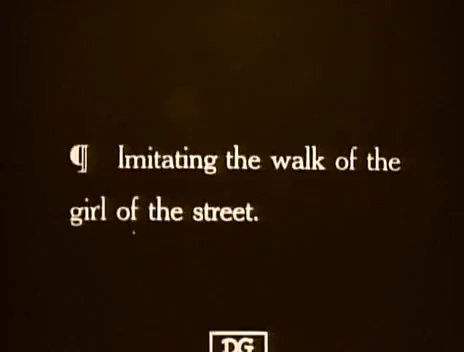 ¶ Imitating the walk of the
girl of the street.
DG